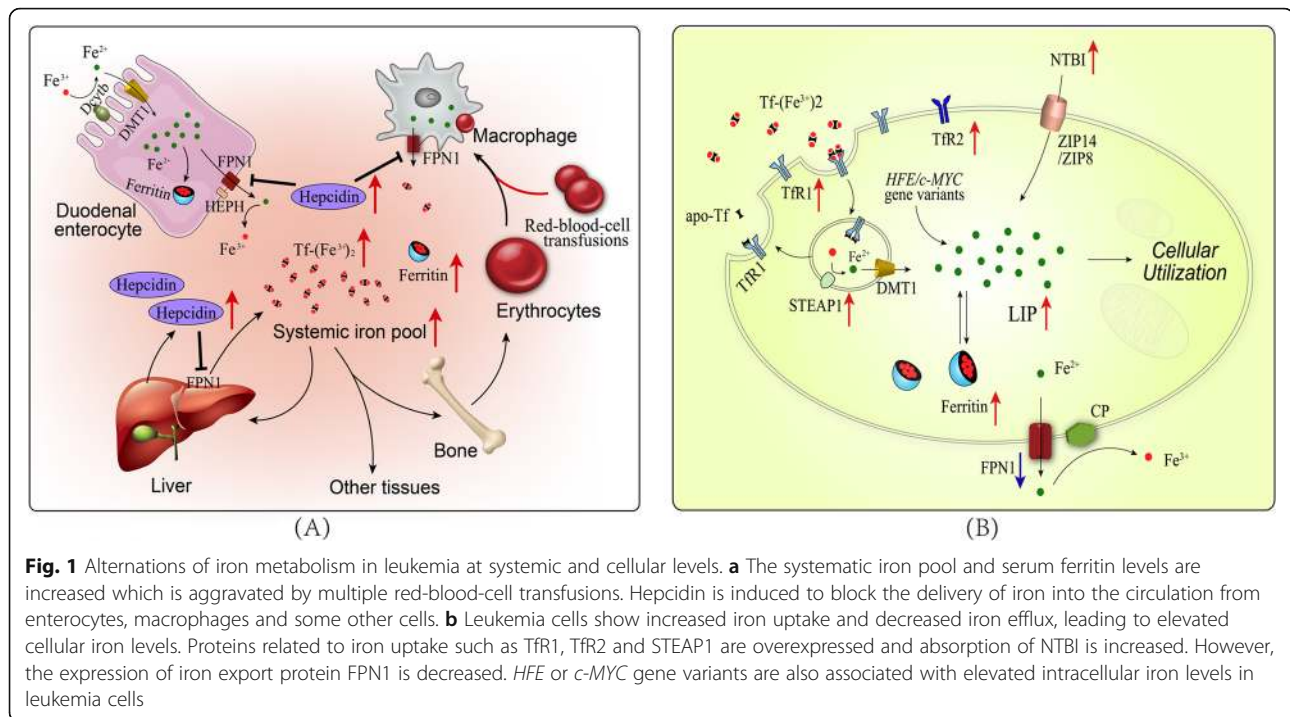 Fe²⁺
Fe³⁺
Dcytb
DMT1
Fe²⁻
FPN1
Ferritin
HEPH
Duodenal
enterocyte
Fe³⁺
Hepcidin
Macrophage
FPN1
Red-blood-cell
transfusions
Tf-(Fe³⁺)₂
Ferritin
Erythrocytes
Hepcidin
Hepcidin
Systemic iron pool
FPN1
Bone
Liver
Other tissues
(A)
NTBI
Tf-(Fe³⁺)2
TfR2
ZIP14
/ZIP8
TfR1
HFE/c-MYC
gene variants
apo-Tf
TfR1
Fe²⁺
DMT1
STEAP1
Cellular
Utilization
LIP
Fe²⁺
Ferritin
CP
FPN1
Fe³⁺
(B)
Fig. 1 Alternations of iron metabolism in leukemia at systemic and cellular levels. a The systematic iron pool and serum ferritin levels are
increased which is aggravated by multiple red-blood-cell transfusions. Hepcidin is induced to block the delivery of iron into the circulation from
enterocytes, macrophages and some other cells. b Leukemia cells show increased iron uptake and decreased iron efflux, leading to elevated
cellular iron levels. Proteins related to iron uptake such as TfR1, TfR2 and STEAP1 are overexpressed and absorption of NTBI is increased. However,
the expression of iron export protein FPN1 is decreased. HFE or c-MYC gene variants are also associated with elevated intracellular iron levels in
leukemia cells